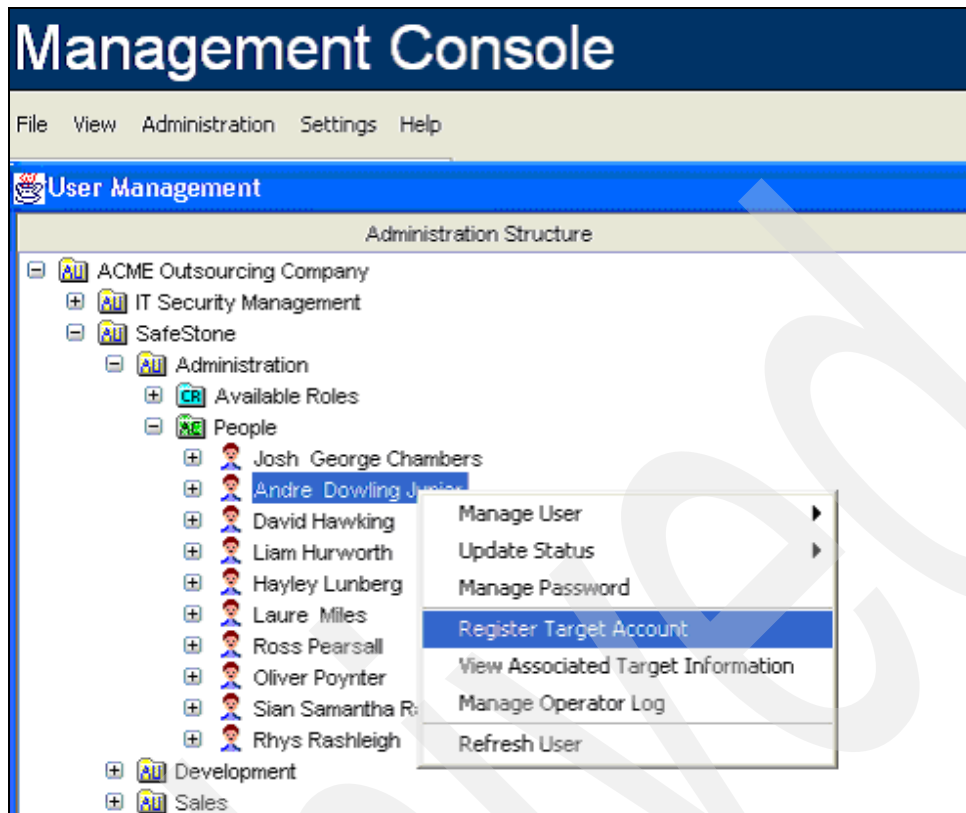 Management Console
File View Administration Settings Help
User Management
Administration Structure
AU ACME Outsourcing Company
AU IT Security Management
AU SafeStone
AU Administration
CR Available Roles
AC People
Josh George Chambers
Andre Dowling Junior
David Hawking
Liam Hurworth
Hayley Lunberg
Laure Miles
Ross Pearsall
Oliver Poynter
Sian Samantha
Rhys Rashleigh
AU Development
AU Sales
Manage User
Update Status
Manage Password
Register Target Account
View Associated Target Information
Manage Operator Log
Refresh User